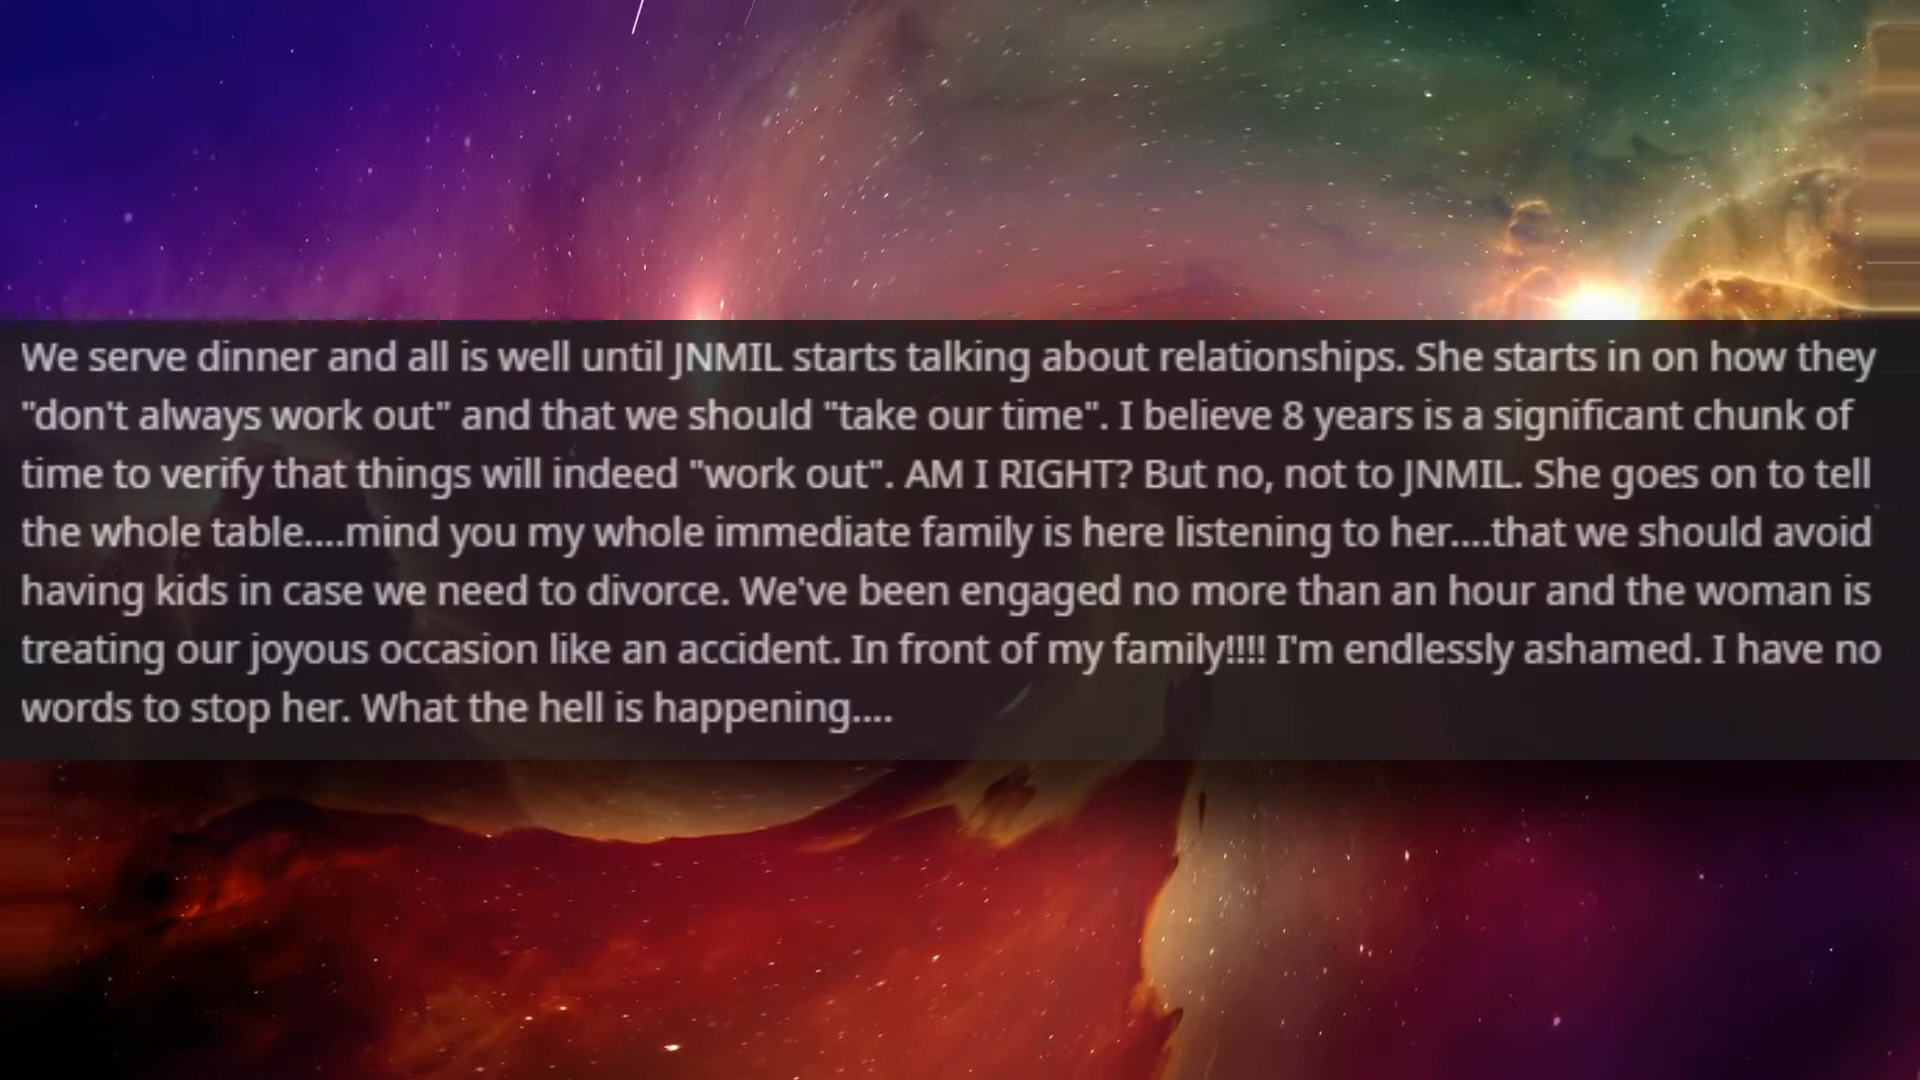 We serve dinner and all is well until JNMIL starts talking about relationships. She starts in on how they
"don't always work out" and that we should "take our time". I believe 8 years is a significant chunk of
time to verify that things will indeed "work out". AM I RIGHT? But no, not to JNMIL. She goes on to tell
the whole table....mind you my whole immediate family is here listening to her....that we should avoid
having kids in case we need to divorce. We've been engaged no more than an hour and the woman is
treating our joyous occasion like an accident. In front of my family!!!! I'm endlessly ashamed. I have no
words to stop her. What the hell is happening....